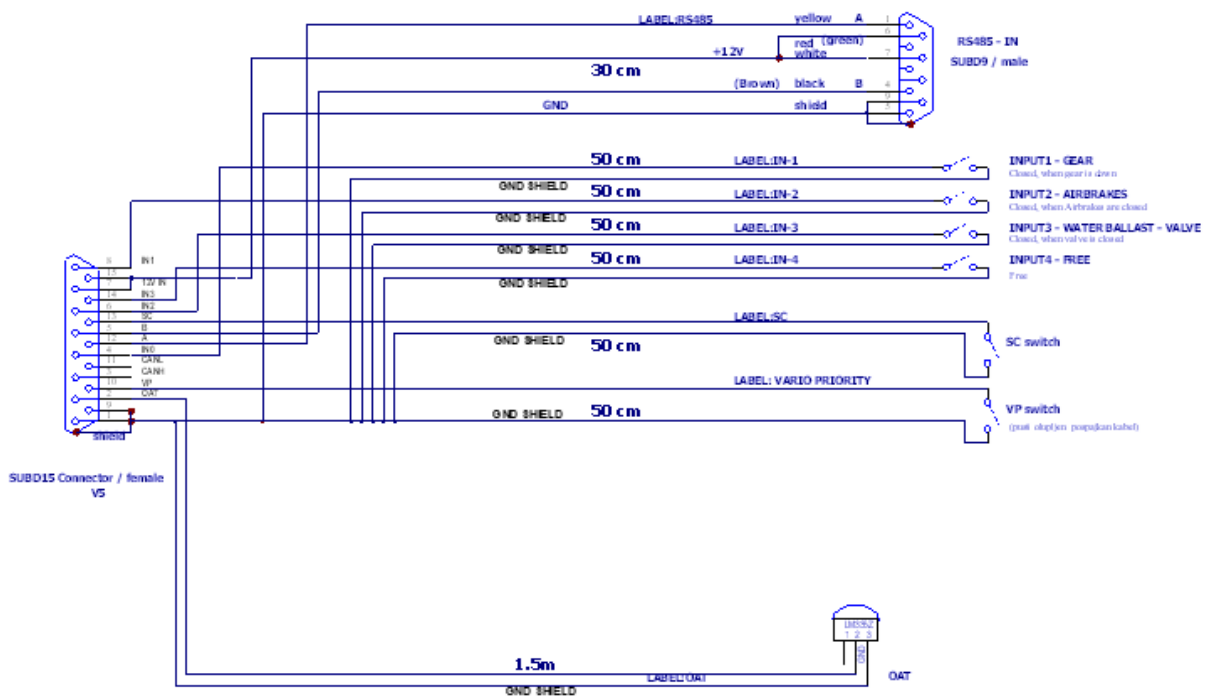 LABEL:RS485
yellow A
1
6
red (green)
white
+12V
7
RS485 - IN
SUBD9 / male
30 cm
(Brown) black B
4
9
GND
shield
5
50 cm
LABEL:IN-1
INPUT1 - GEAR
Closed, when gear is down
GND SHIELD
50 cm
LABEL:IN-2
INPUT2 - AIRBRAKES
Closed, when Airbrakes are closed
GND SHIELD
50 cm
LABEL:IN-3
INPUT3 - WATER BALLAST - VALVE
Closed, when valve is closed
GND SHIELD
50 cm
LABEL:IN-4
INPUT4 - FREE
Free
GND SHIELD
8 IN1
15
7 12V IN
14 IN3
6 IN2
13 SC
5 B
12 A
4 IN0
11 CANL
3 CANH
10 VP
2 OAT
9
1
shield
SUBD15 Connector / female
V5
LABEL:SC
GND SHIELD
50 cm
SC switch
LABEL: VARIO PRIORITY
GND SHIELD
50 cm
VP switch
kabel)
1 2 3
GND
OAT
1.5m
LABEL:OAT
GND SHIELD